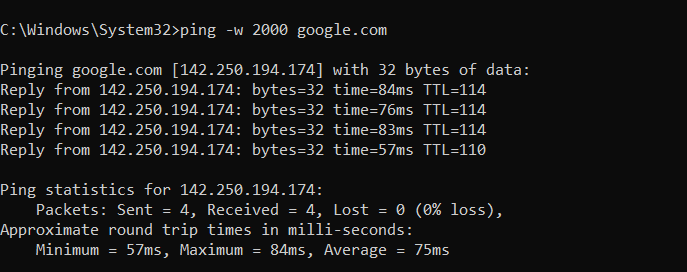 C:\Windows\System32>ping -w 2000 google.com
Pinging google.com [142.250.194.174] with 32 bytes of data:
Reply from 142.250.194.174: bytes=32 time=84ms TTL=114
Reply from 142.250.194.174: bytes=32 time=76ms TTL=114
Reply from 142.250.194.174: bytes=32 time=83ms TTL=114
Reply from 142.250.194.174: bytes=32 time=57ms TTL=110
Ping statistics for 142.250.194.174:
    Packets: Sent = 4, Received = 4, Lost = 0 (0% loss),
Approximate round trip times in milli-seconds:
    Minimum = 57ms, Maximum = 84ms, Average = 75ms